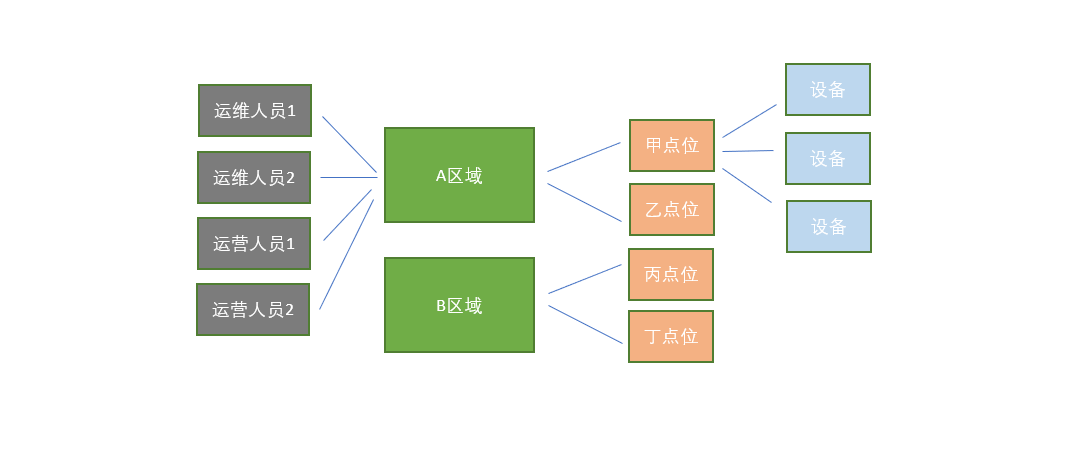 运维人员1
运维人员2
运营人员1
运营人员2
A区域
B区域
甲点位
乙点位
丙点位
丁点位
设备
设备
设备